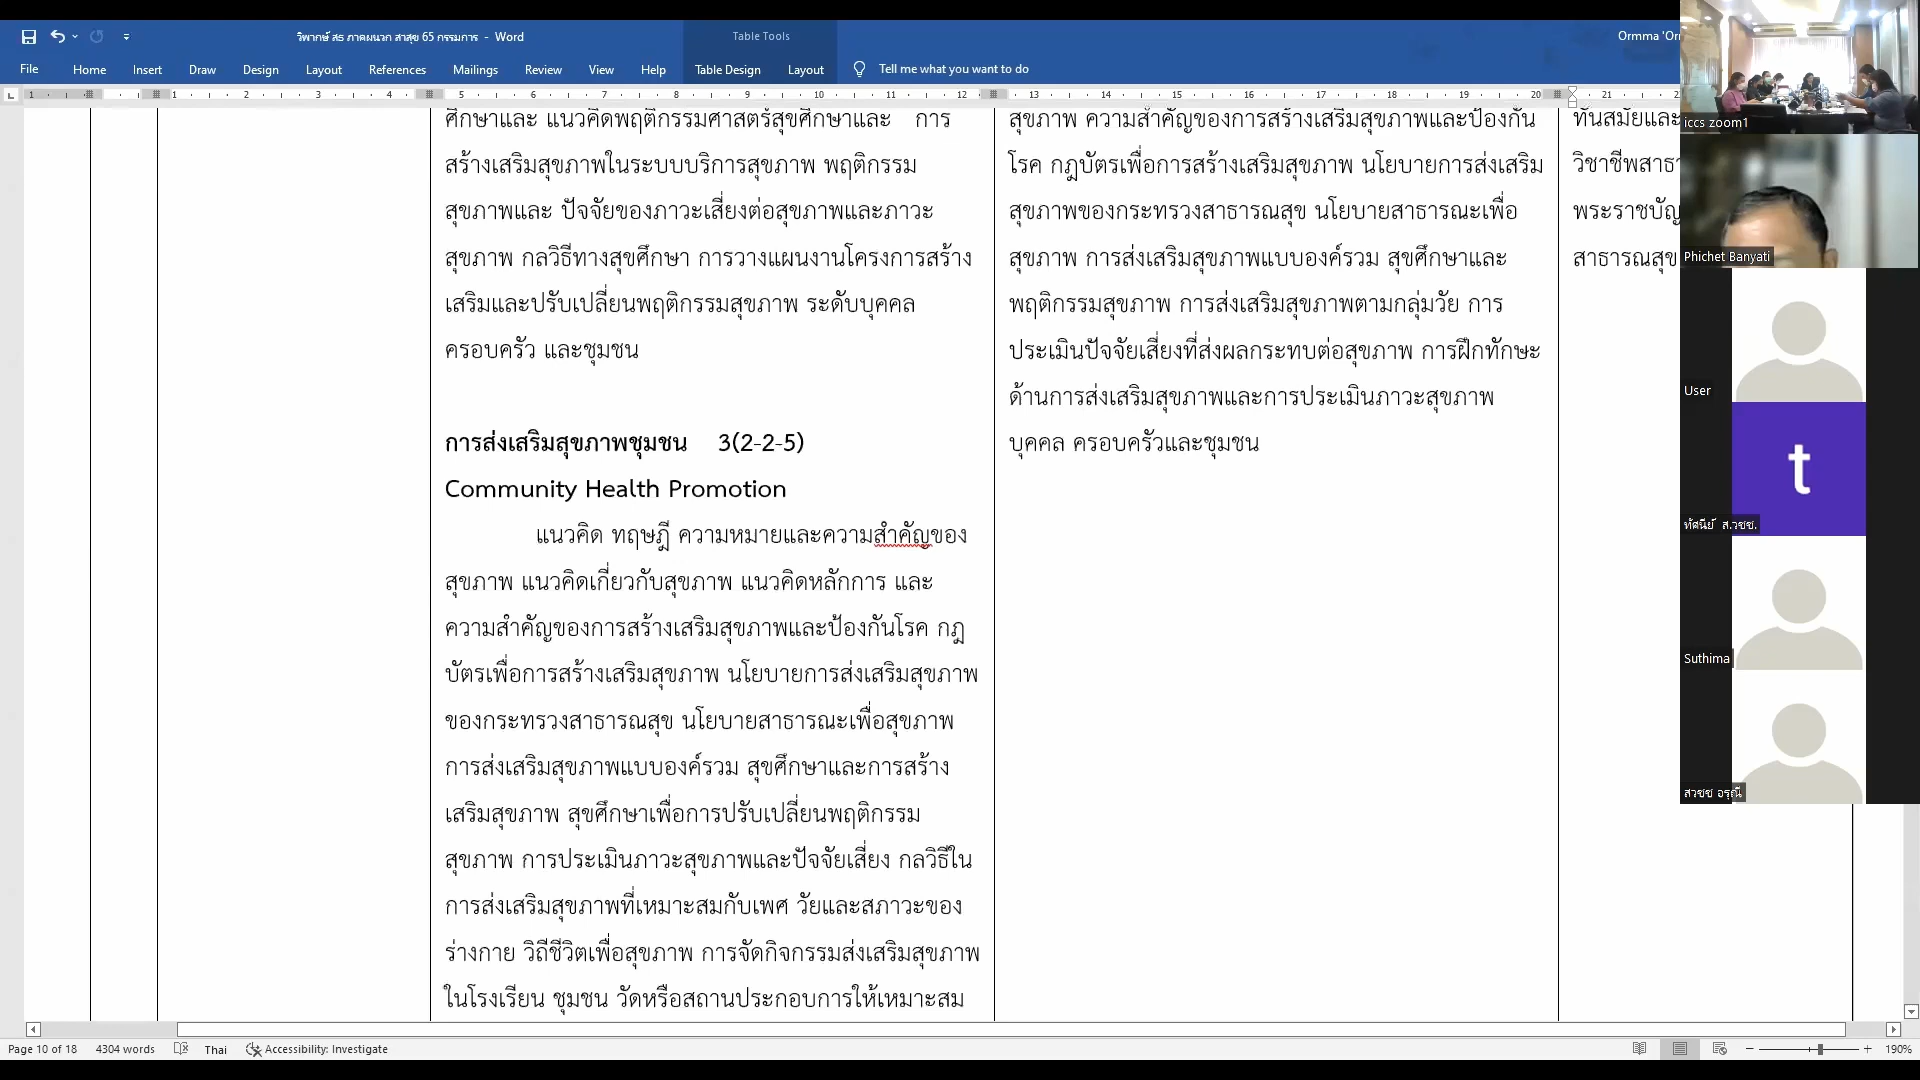 วิพากษ์ สธ ภาคผนวก สาสุข 65 กรรมการ - Word
Table Tools
File Home Insert Draw Design Layout References Mailings Review View Help Table Design Layout Tell me what you want to do
ศึกษาและ แนวคิดพฤติกรรมศาสตร์สุขศึกษาและ การ
สร้างเสริมสุขภาพในระบบบริการสุขภาพ พฤติกรรม
สุขภาพและ ปัจจัยของภาวะเสี่ยงต่อสุขภาพและภาวะ
สุขภาพ กลวิธีทางสุขศึกษา การวางแผนงานโครงการสร้าง
เสริมและปรับเปลี่ยนพฤติกรรมสุขภาพ ระดับบุคคล
ครอบครัว และชุมชน
การส่งเสริมสุขภาพชุมชน 3(2-2-5)
Community Health Promotion
แนวคิด ทฤษฎี ความหมายและความสำคัญของ
สุขภาพ แนวคิดเกี่ยวกับสุขภาพ แนวคิดหลักการ และ
ความสำคัญของการสร้างเสริมสุขภาพและป้องกันโรค กฎ
บัตรเพื่อการสร้างเสริมสุขภาพ นโยบายการส่งเสริมสุขภาพ
ของกระทรวงสาธารณสุข นโยบายสาธารณะเพื่อสุขภาพ
การส่งเสริมสุขภาพแบบองค์รวม สุขศึกษาและการสร้าง
เสริมสุขภาพ สุขศึกษาเพื่อการปรับเปลี่ยนพฤติกรรม
สุขภาพ การประเมินภาวะสุขภาพและปัจจัยเสี่ยง กลวิธีใน
การส่งเสริมสุขภาพที่เหมาะสมกับเพศ วัยและสภาวะของ
ร่างกาย วิถีชีวิตเพื่อสุขภาพ การจัดกิจกรรมส่งเสริมสุขภาพ
ในโรงเรียน ชุมชน วัดหรือสถานประกอบการให้เหมาะสม
สุขภาพ ความสำคัญของการสร้างเสริมสุขภาพและป้องกัน
โรค กฎบัตรเพื่อการสร้างเสริมสุขภาพ นโยบายการส่งเสริม
สุขภาพของกระทรวงสาธารณสุข นโยบายสาธารณะเพื่อ
สุขภาพ การส่งเสริมสุขภาพแบบองค์รวม สุขศึกษาและ
พฤติกรรมสุขภาพ การส่งเสริมสุขภาพตามกลุ่มวัย การ
ประเมินปัจจัยเสี่ยงที่ส่งผลกระทบต่อสุขภาพ การฝึกทักษะ
ด้านการส่งเสริมสุขภาพและการประเมินภาวะสุขภาพ
บุคคล ครอบครัวและชุมชน
ทันสมัยและ
วิชาชีพสาธา
พระราชบัญ
สาธารณสุข
Ormma 'Orn
iccs zoom1
Phichet Banyati
User
t
ทัศนีย์ ส.วชช.
Suthima
สวชช อรุณี
Page 10 of 18 4304 words Thai Accessibility: Investigate 190%